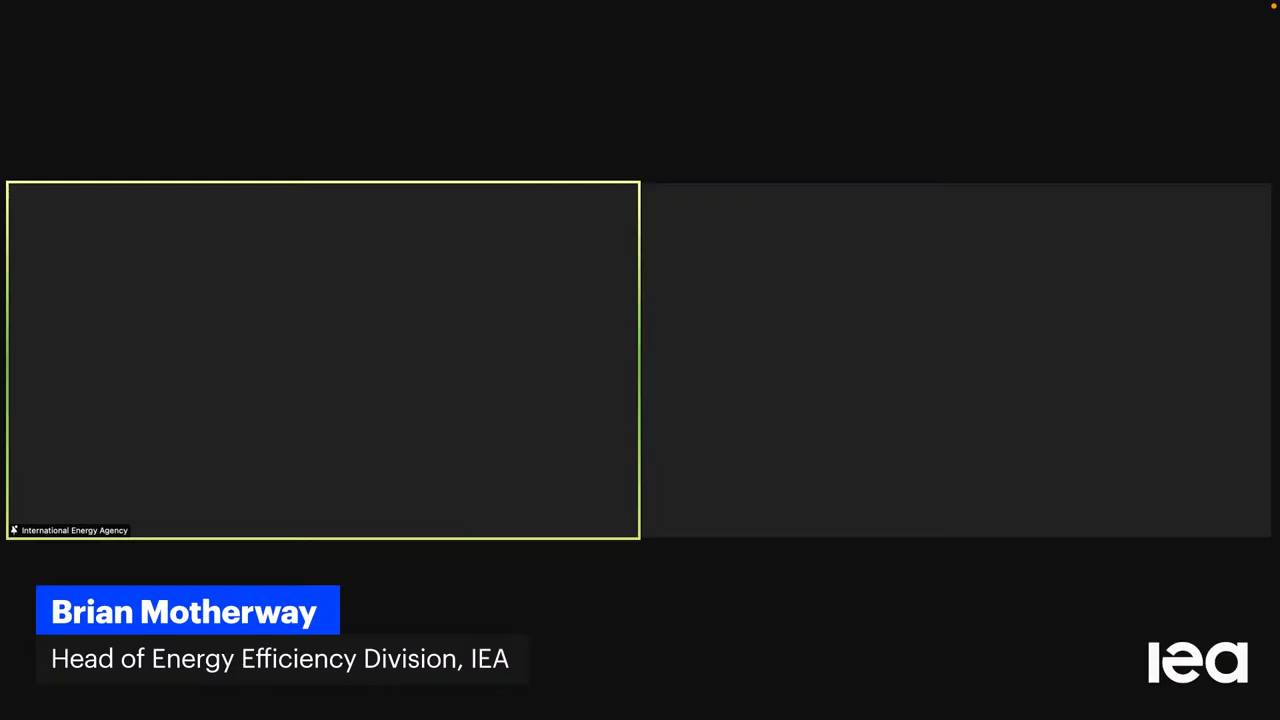 International Energy Agency
Brian Motherway
Head of Energy Efficiency Division, IEA
iea